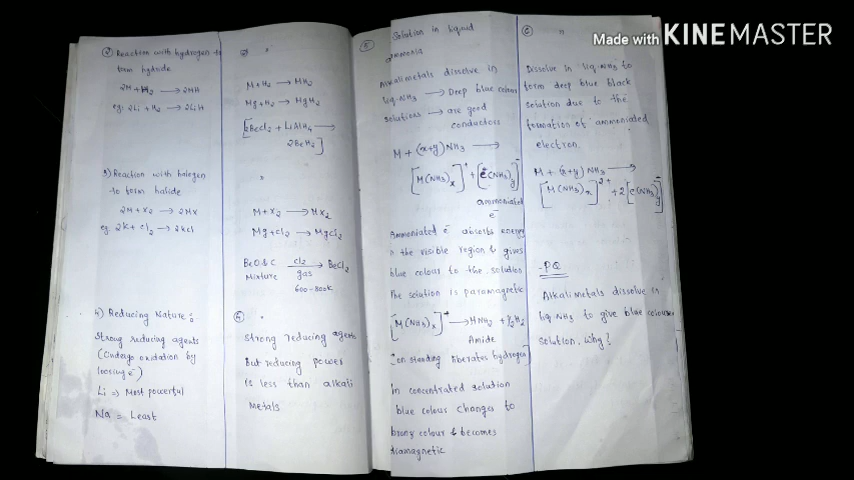 Made with KINEMASTER
Reaction with hydrogen to
form hydride
2M + H2 → 2MH
eg: 2Li + H2 → 2LiH
3) Reaction with halogen
to form halide
2M + X2 → 2MX
eg: 2K + Cl2 → 2KCl
4) Reducing Nature:
Strong reducing agents
(Undergo oxidation by
loosing e⁻)
Li => Most powerful
Na = Least
"
M + H2 → MH2
Mg + H2 → MgH2
[2BeCl2 + LiAlH4 →
2BeH2]
"
M + X2 → MX2
Mg + Cl2 → MgCl2
BeO & C Cl2 → BeCl2
Mixture gas
600-800K
"
Strong reducing agents
But reducing power
is less than alkali
metals
5 Solution in liquid
ammonia
Alkali metals dissolve in
liq.NH3 → Deep blue colour
solutions → are good
conductors
M + (x+y) NH3 →
[M(NH3)x]⁺ + [e(NH3)y]⁻
ammoniated
e⁻
Ammoniated e⁻ absorbs energy
the visible region & gives
blue colour to the solution
The solution is paramagnetic
[M(NH3)x]⁺ → MNH2 + ½H2
Amide
on standing liberates hydrogen
In concentrated solution
blue colour changes to
bronz colour & becomes
diamagnetic
6 "
Dissolve in liq.NH3 to
form deep blue black
solution due to the
formation of ammoniated
electron.
M + (x+y) NH3 →
[M(NH3)x]²⁺ + 2[e(NH3)y]⁻
PQ
Alkali metals dissolve in
liq.NH3 to give blue colour
solution. Why?